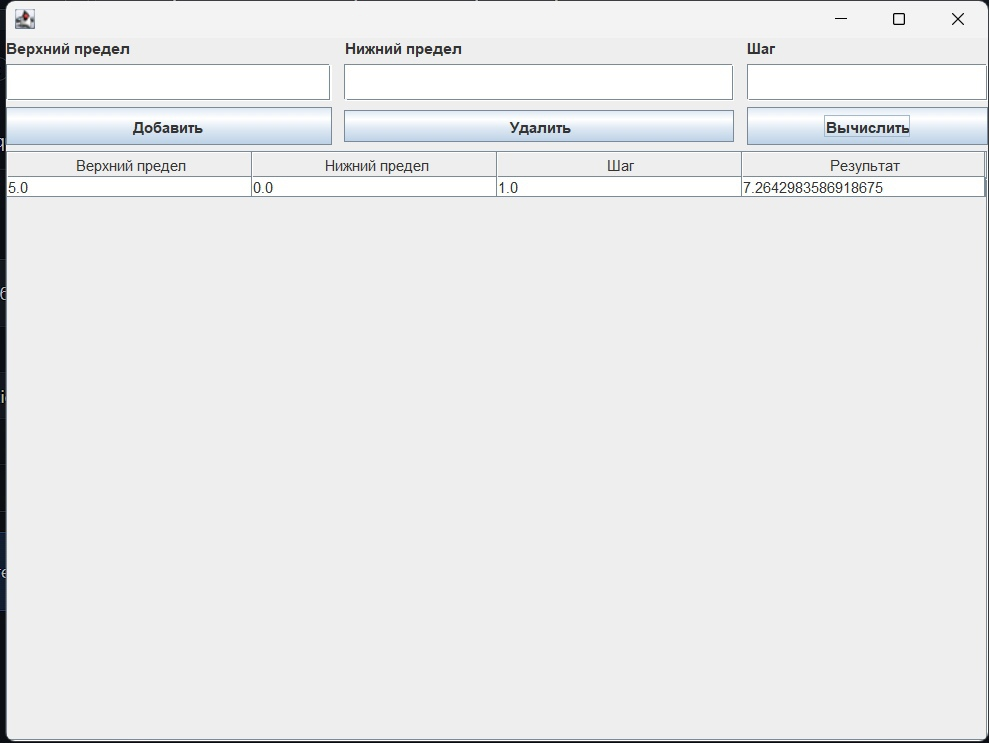 Верхний предел Нижний предел Шаг
Добавить Удалить Вычислить
Верхний предел Нижний предел Шаг Результат
5.0 0.0 1.0 7.2642983586918675